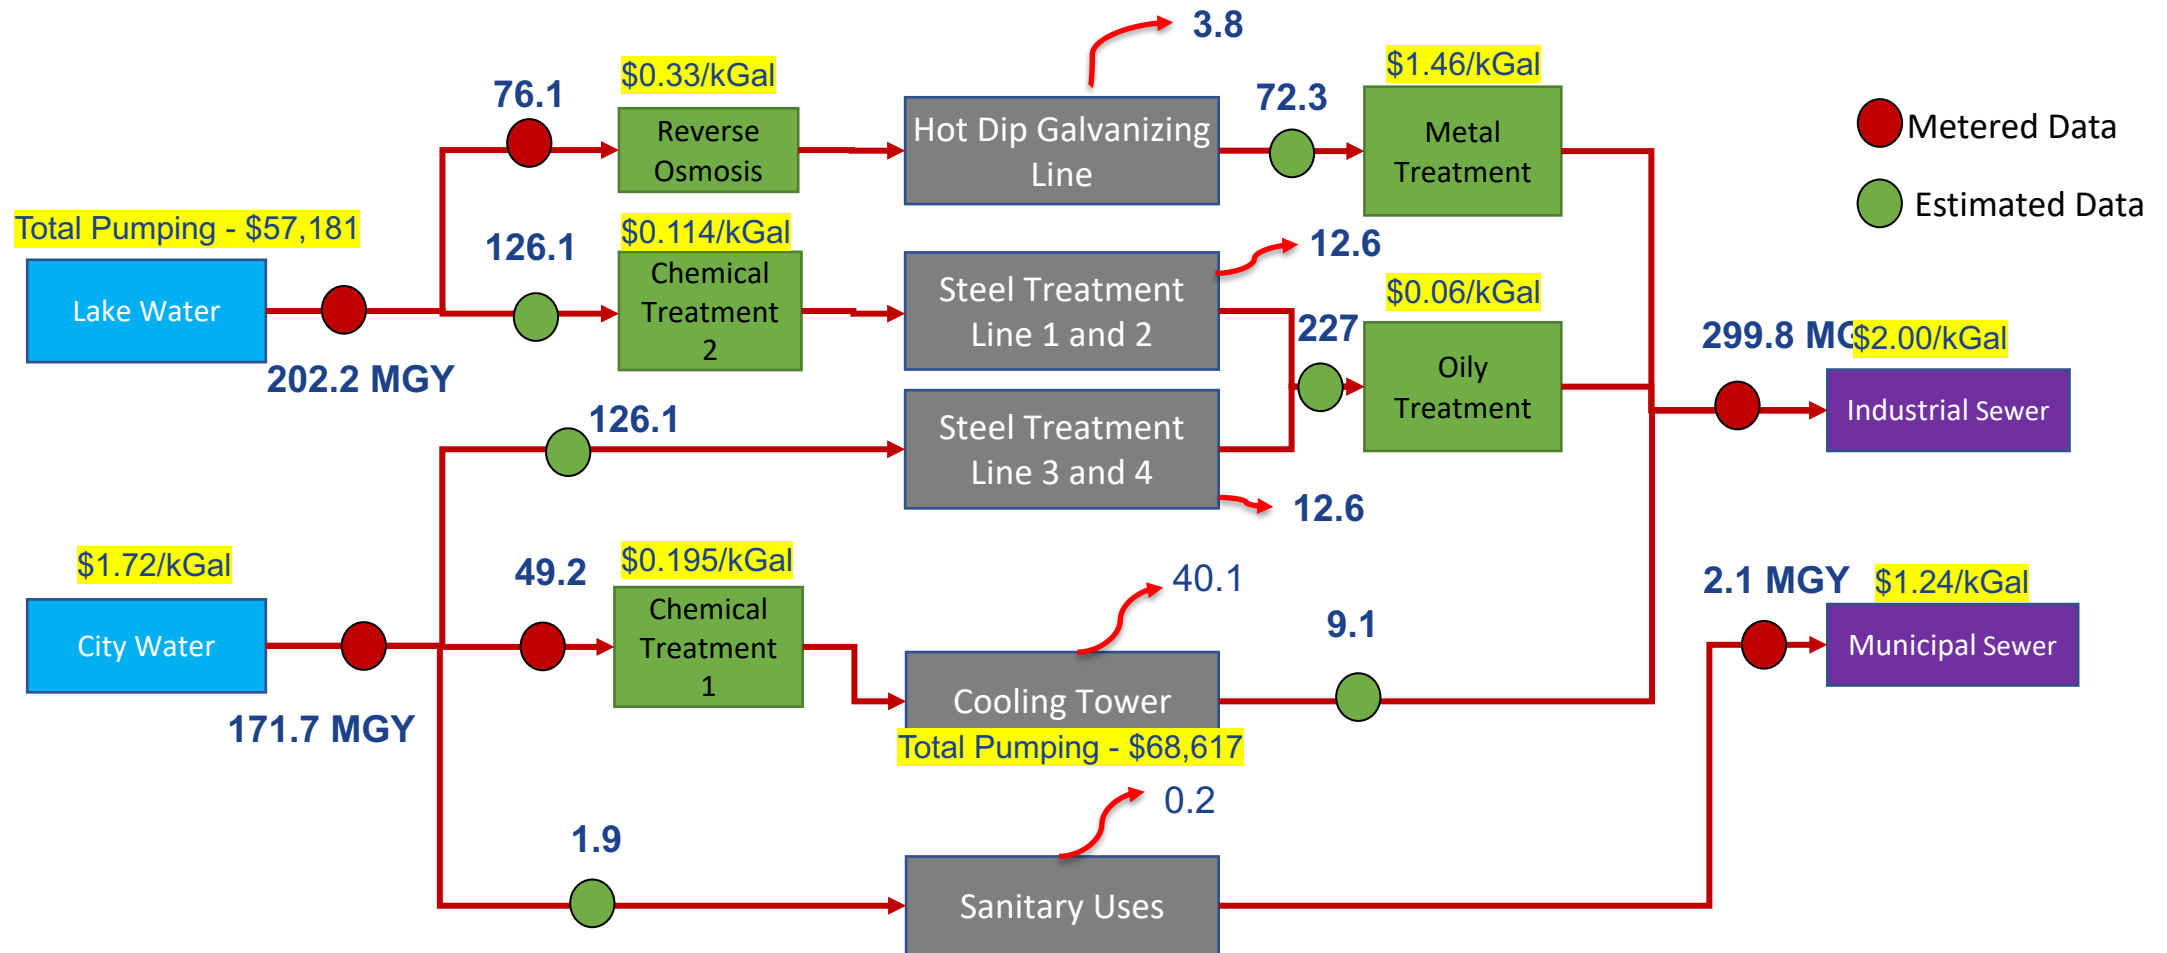 3.8
$0.33/kGal
$1.46/kGal
76.1
72.3
Reverse
Osmosis
Hot Dip Galvanizing
Line
Metal
Treatment
Metered Data
Estimated Data
Total Pumping - $57,181
126.1
$0.114/kGal
12.6
Lake Water
202.2 MGY
Chemical
Treatment
2
Steel Treatment
Line 1 and 2
$0.06/kGal
227
Oily
Treatment
299.8 MG
$2.00/kGal
Industrial Sewer
126.1
Steel Treatment
Line 3 and 4
12.6
$1.72/kGal
49.2
$0.195/kGal
40.1
9.1
2.1 MGY
$1.24/kGal
City Water
171.7 MGY
Chemical
Treatment
1
Cooling Tower
Total Pumping - $68,617
Municipal Sewer
0.2
1.9
Sanitary Uses